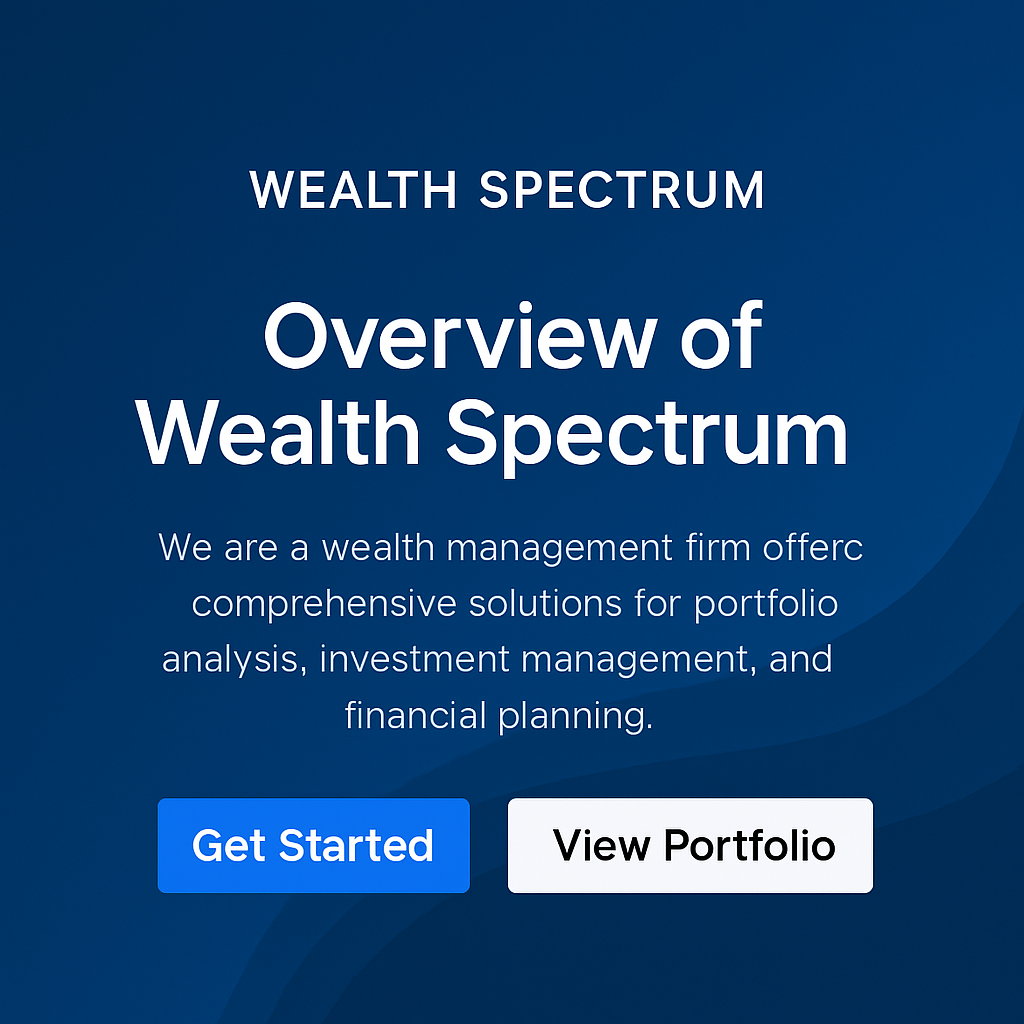 WEALTH SPECTRUM
Overview of
Wealth Spectrum
We are a wealth management firm offerc
comprehensive solutions for portfolio
analysis, investment management, and
financial planning.
Get Started
View Portfolio